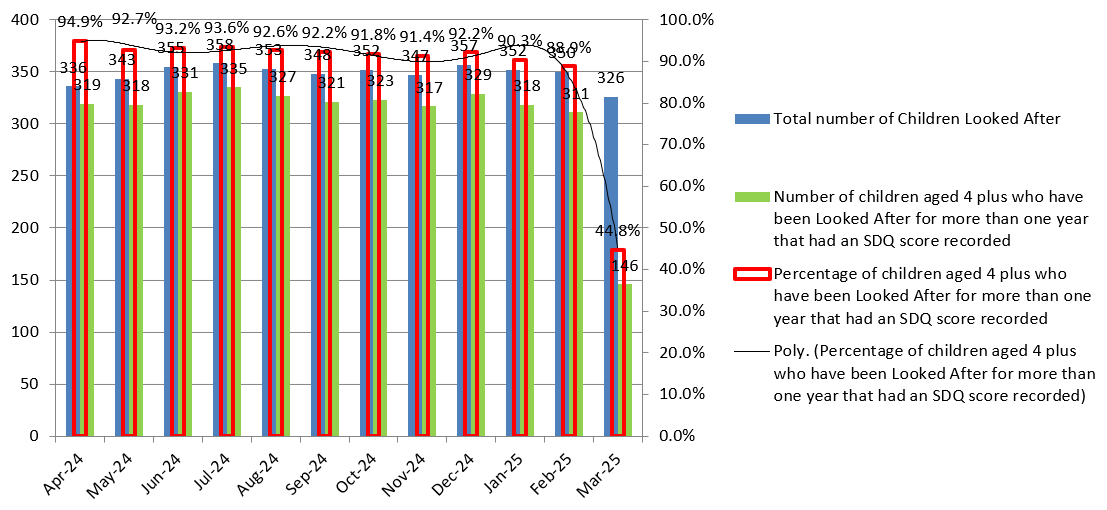 400
350
300
250
200
150
100
50
0
100.0%
90.0%
80.0%
70.0%
60.0%
50.0%
40.0%
30.0%
20.0%
10.0%
0.0%
94.9%
92.7%
93.2%
93.6%
92.6%
92.2%
91.8%
91.4%
92.2%
90.3%
88.9%
44.8%
336
343
355
358
353
348
352
347
357
352
350
326
319
318
331
335
327
321
323
317
329
318
311
146
Apr-24
May-24
Jun-24
Jul-24
Aug-24
Sep-24
Oct-24
Nov-24
Dec-24
Jan-25
Feb-25
Mar-25
Total number of Children Looked After
Number of children aged 4 plus who have
been Looked After for more than one year
that had an SDQ score recorded
Percentage of children aged 4 plus who
have been Looked After for more than one
year that had an SDQ score recorded
Poly. (Percentage of children aged 4 plus
who have been Looked After for more than
one year that had an SDQ score recorded)